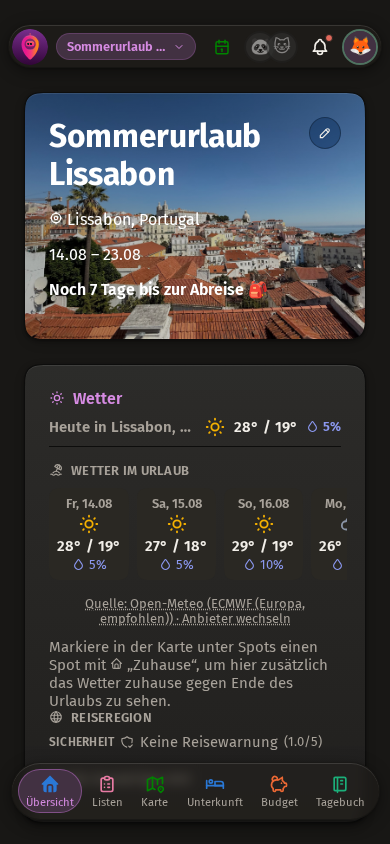 Sommerurlaub ...
Sommerurlaub
Lissabon
Lissabon, Portugal
14.08 – 23.08
Noch 7 Tage bis zur Abreise 🎒
Wetter
Heute in Lissabon, ... 28° / 19° 5%
WETTER IM URLAUB
Fr, 14.08 Sa, 15.08 So, 16.08 Mo,
28° / 19° 27° / 18° 29° / 19° 26°
5% 5% 10%
Quelle: Open-Meteo (ECMWF (Europa,
empfohlen)) · Anbieter wechseln
Markiere in der Karte unter Spots einen
Spot mit „Zuhause“, um hier zusätzlich
das Wetter zuhause gegen Ende des
Urlaubs zu sehen.
REISEREGION
SICHERHEIT Keine Reisewarnung (1.0/5)
Übersicht Listen Karte Unterkunft Budget Tagebuch